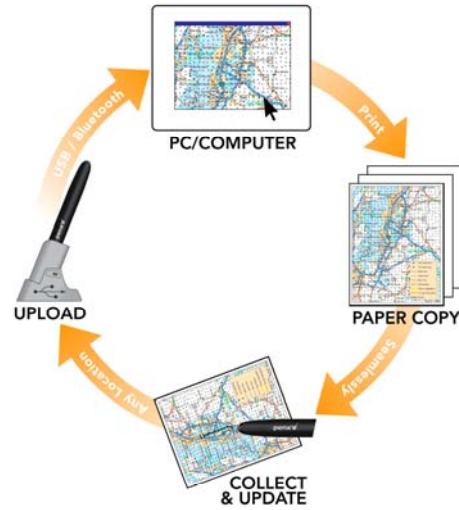 PC/COMPUTER
Print
PAPER COPY
Seamlessly
COLLECT
& UPDATE
Any Location
UPLOAD
USB / Bluetooth